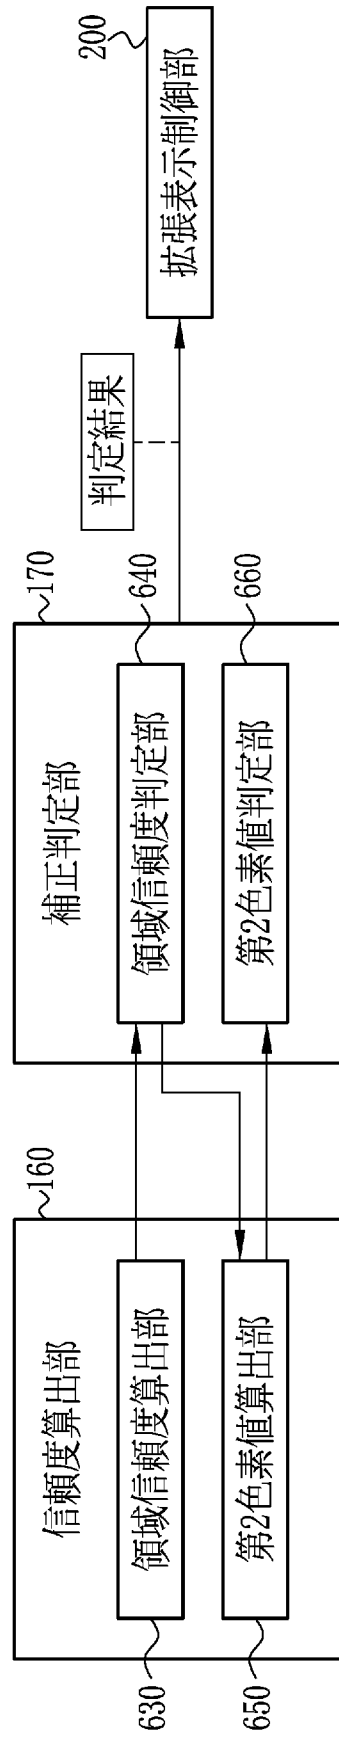 160
信頼度算出部
630
領域信頼度算出部
650
第2色素値算出部
170
補正判定部
640
領域信頼度判定部
660
第2色素値判定部
判定結果
200
拡張表示制御部